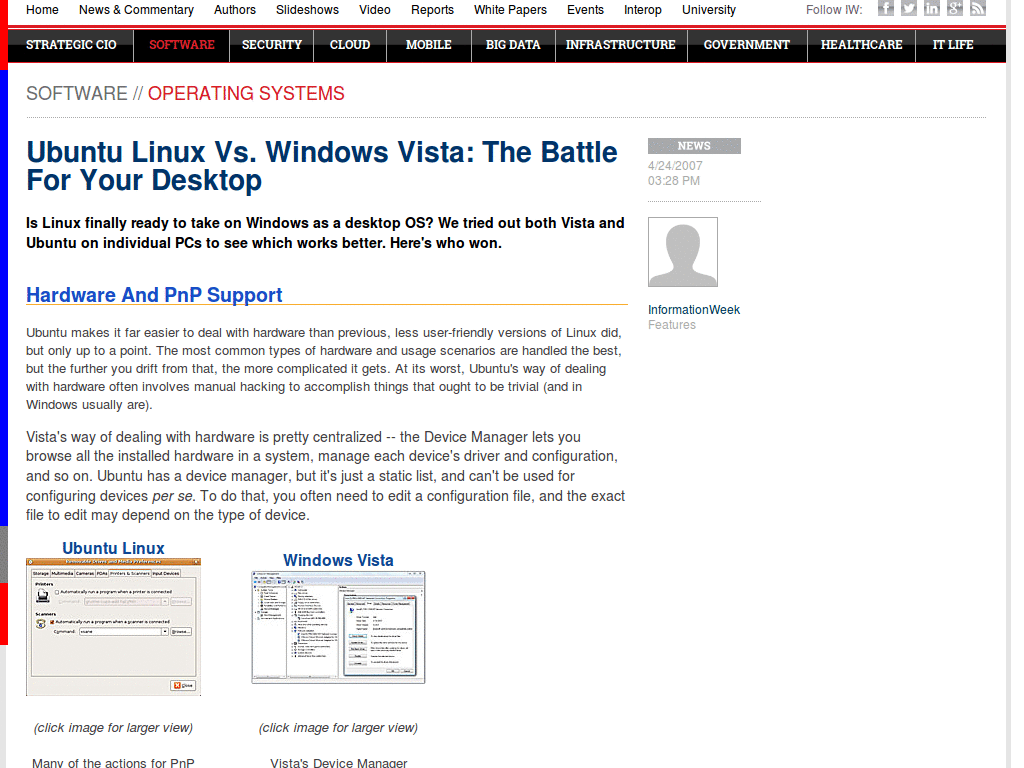 Home News & Commentary Authors Slideshows Video Reports White Papers Events Interop University Follow IW:
STRATEGIC CIO SOFTWARE SECURITY CLOUD MOBILE BIG DATA INFRASTRUCTURE GOVERNMENT HEALTHCARE IT LIFE
SOFTWARE // OPERATING SYSTEMS
Ubuntu Linux Vs. Windows Vista: The Battle
For Your Desktop
NEWS
4/24/2007
03:28 PM
InformationWeek
Features
Is Linux finally ready to take on Windows as a desktop OS? We tried out both Vista and
Ubuntu on individual PCs to see which works better. Here's who won.
Hardware And PnP Support
Ubuntu makes it far easier to deal with hardware than previous, less user-friendly versions of Linux did,
but only up to a point. The most common types of hardware and usage scenarios are handled the best,
but the further you drift from that, the more complicated it gets. At its worst, Ubuntu's way of dealing
with hardware often involves manual hacking to accomplish things that ought to be trivial (and in
Windows usually are).
Vista's way of dealing with hardware is pretty centralized -- the Device Manager lets you
browse all the installed hardware in a system, manage each device's driver and configuration,
and so on. Ubuntu has a device manager, but it's just a static list, and can't be used for
configuring devices per se. To do that, you often need to edit a configuration file, and the exact
file to edit may depend on the type of device.
Ubuntu Linux
Removable Drives and Media Preferences
Storage Multimedia Cameras PDAs Printers & Scanners Input Devices
Printers
Automatically run a program when a printer is connected
Command: Browse...
Scanners
Automatically run a program when a scanner is connected
Command: xsane Browse...
Close
(click image for larger view)
Many of the actions for PnP
Windows Vista
(click image for larger view)
Vista's Device Manager